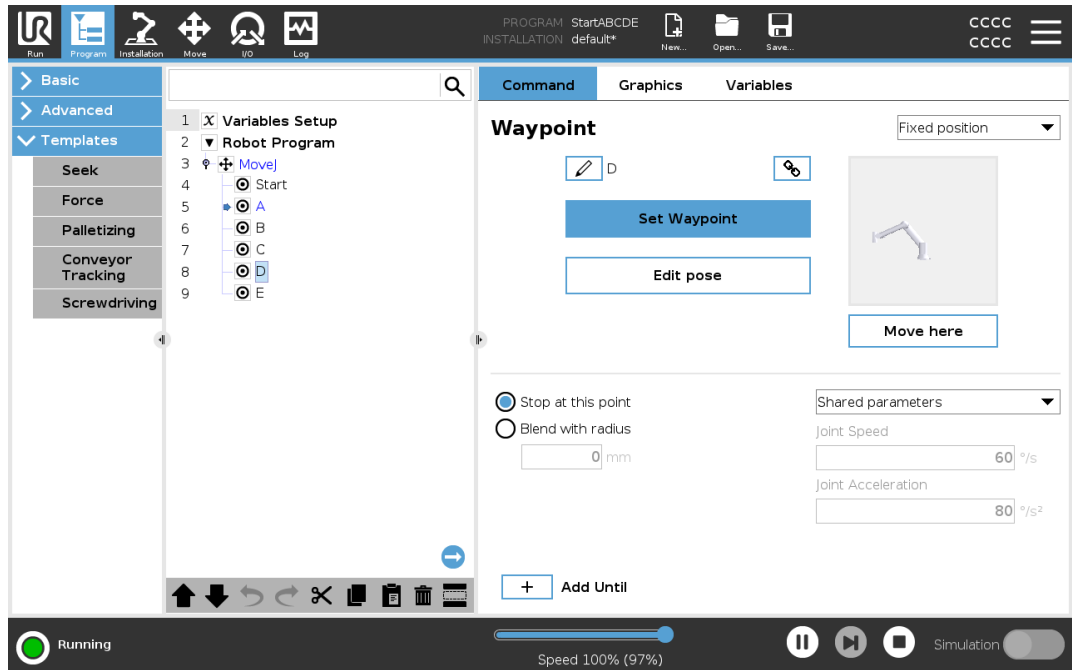 PROGRAM StartABCDE
INSTALLATION default*
CCCC
CCCC
Run Program Installation Move I/O Log New... Open... Save...
Basic
Advanced
Templates
Seek
Force
Palletizing
Conveyor
Tracking
Screwdriving
1 X Variables Setup
2 Robot Program
3 MoveJ
4 Start
5 A
6 B
7 C
8 D
9 E
Command Graphics Variables
Waypoint
Fixed position
D
Set Waypoint
Edit pose
Move here
Stop at this point
Blend with radius
0 mm
Shared parameters
Joint Speed
60 °/s
Joint Acceleration
80 °/s²
+ Add Until
Running
Speed 100% (97%)
Simulation